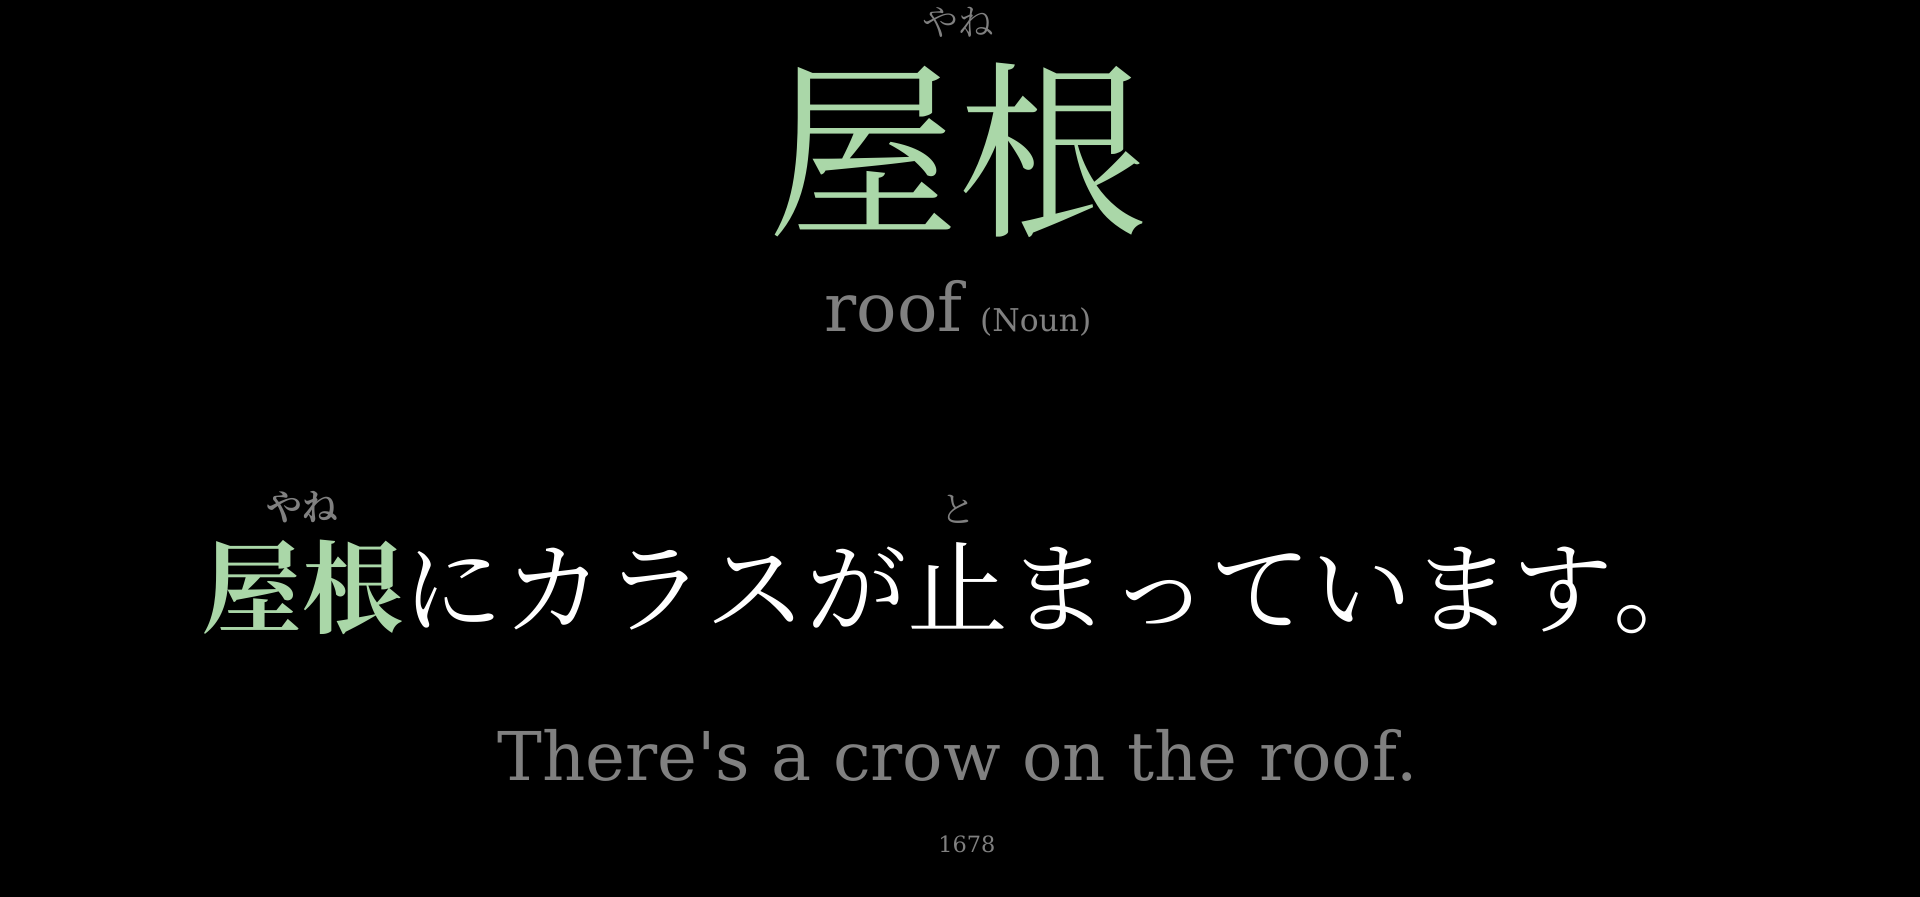 やね
屋根
roof (Noun)
やね と
屋根にカラスが止まっています。
There's a crow on the roof.
1678